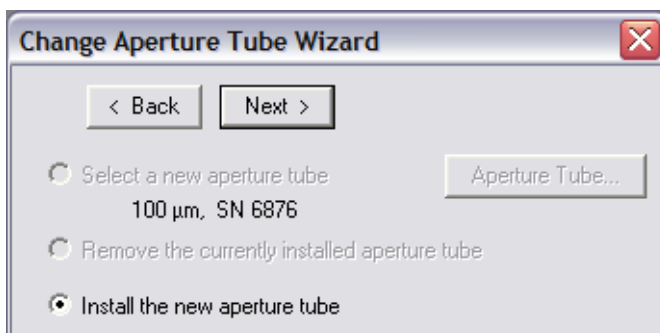 Change Aperture Tube Wizard
< Back Next >
Select a new aperture tube Aperture Tube...
100 µm, SN 6876
Remove the currently installed aperture tube
Install the new aperture tube